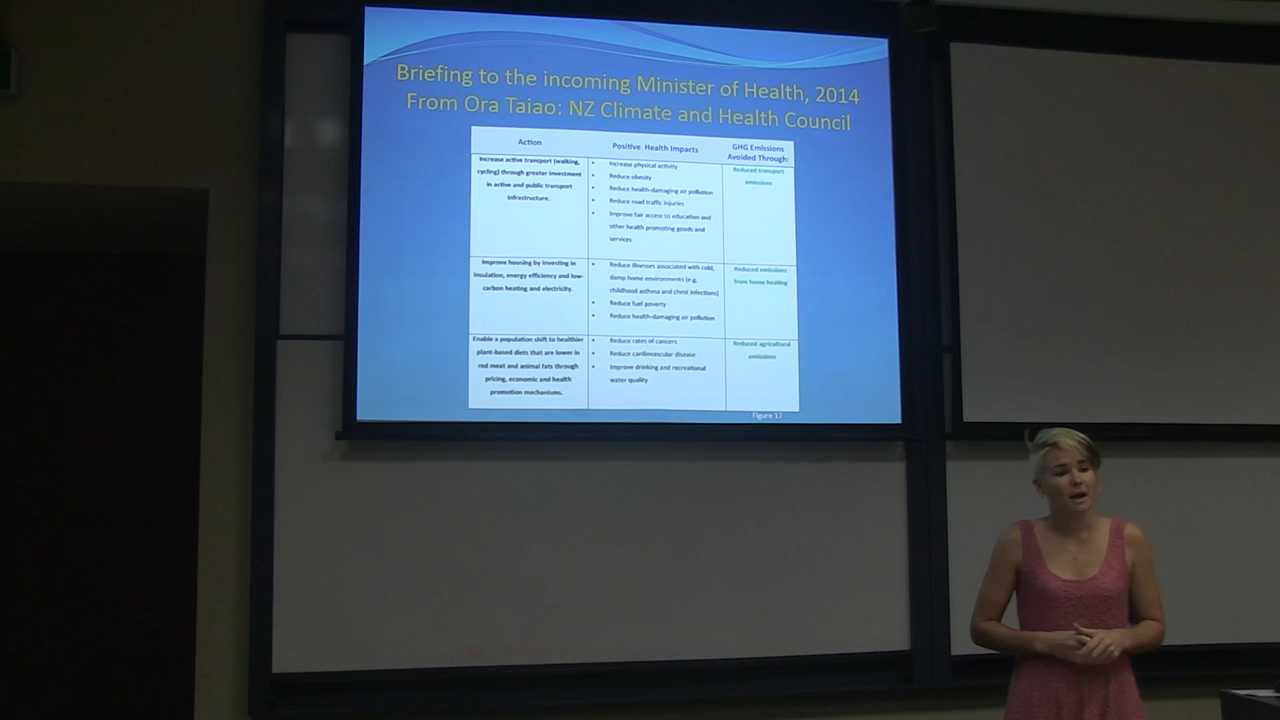 Briefing to the incoming Minister of Health, 2014
From Ora Taiao: NZ Climate and Health Council
Action
Positive Health Impacts
GHG Emissions
Avoided Through:
Increase active transport (walking,
cycling) through greater investment
in active and public transport
infrastructure.
• Increase physical activity
• Reduce obesity
• Reduce health-damaging air pollution
• Reduce road traffic injuries
• Improve fair access to education and
other health promoting goods and
services
Reduced transport
emissions
Improve housing by investing in
insulation, energy efficiency and low-
carbon heating and electricity.
• Reduce illnesses associated with cold,
damp home environments (e.g.
childhood asthma and chest infections)
• Reduce fuel poverty
• Reduce health-damaging air pollution
Reduced emissions
from home heating
Enable a population shift to healthier
plant-based diets that are lower in
red meat and animal fats through
pricing, economic and health
promotion mechanisms.
• Reduce rates of cancers
• Reduce cardiovascular disease
• Improve drinking and recreational
water quality
Reduced agricultural
emissions
Figure 17